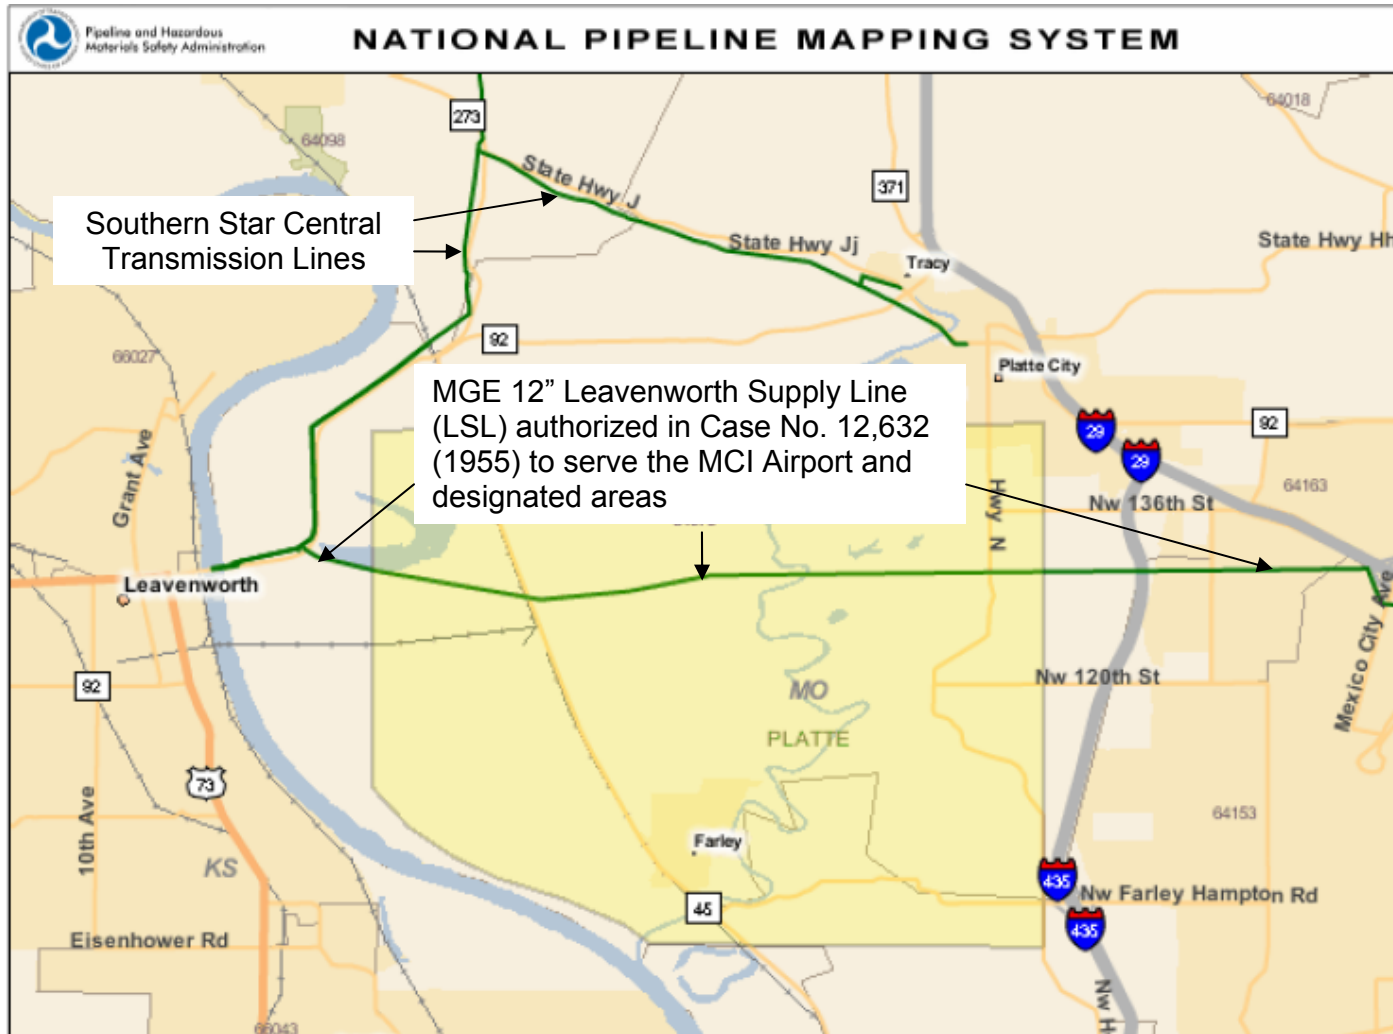 Pipeline and Hazardous
Materials Safety Administration
NATIONAL PIPELINE MAPPING SYSTEM
64018
273
64098
State Hwy J
371
Southern Star Central
Transmission Lines
State Hwy Jj
State Hwy Hh
Tracy
92
66027
Platte City
MGE 12” Leavenworth Supply Line
(LSL) authorized in Case No. 12,632
(1955) to serve the MCI Airport and
designated areas
29
92
29
Grant Ave
Hwy N
64163
Nw 136th St
Leavenworth
Mexico City Ave
92
Nw 120th St
MO
PLATTE
73
10th Ave
64153
Farley
KS
435
Nw Farley Hampton Rd
45
435
Eisenhower Rd
Nw H
66043